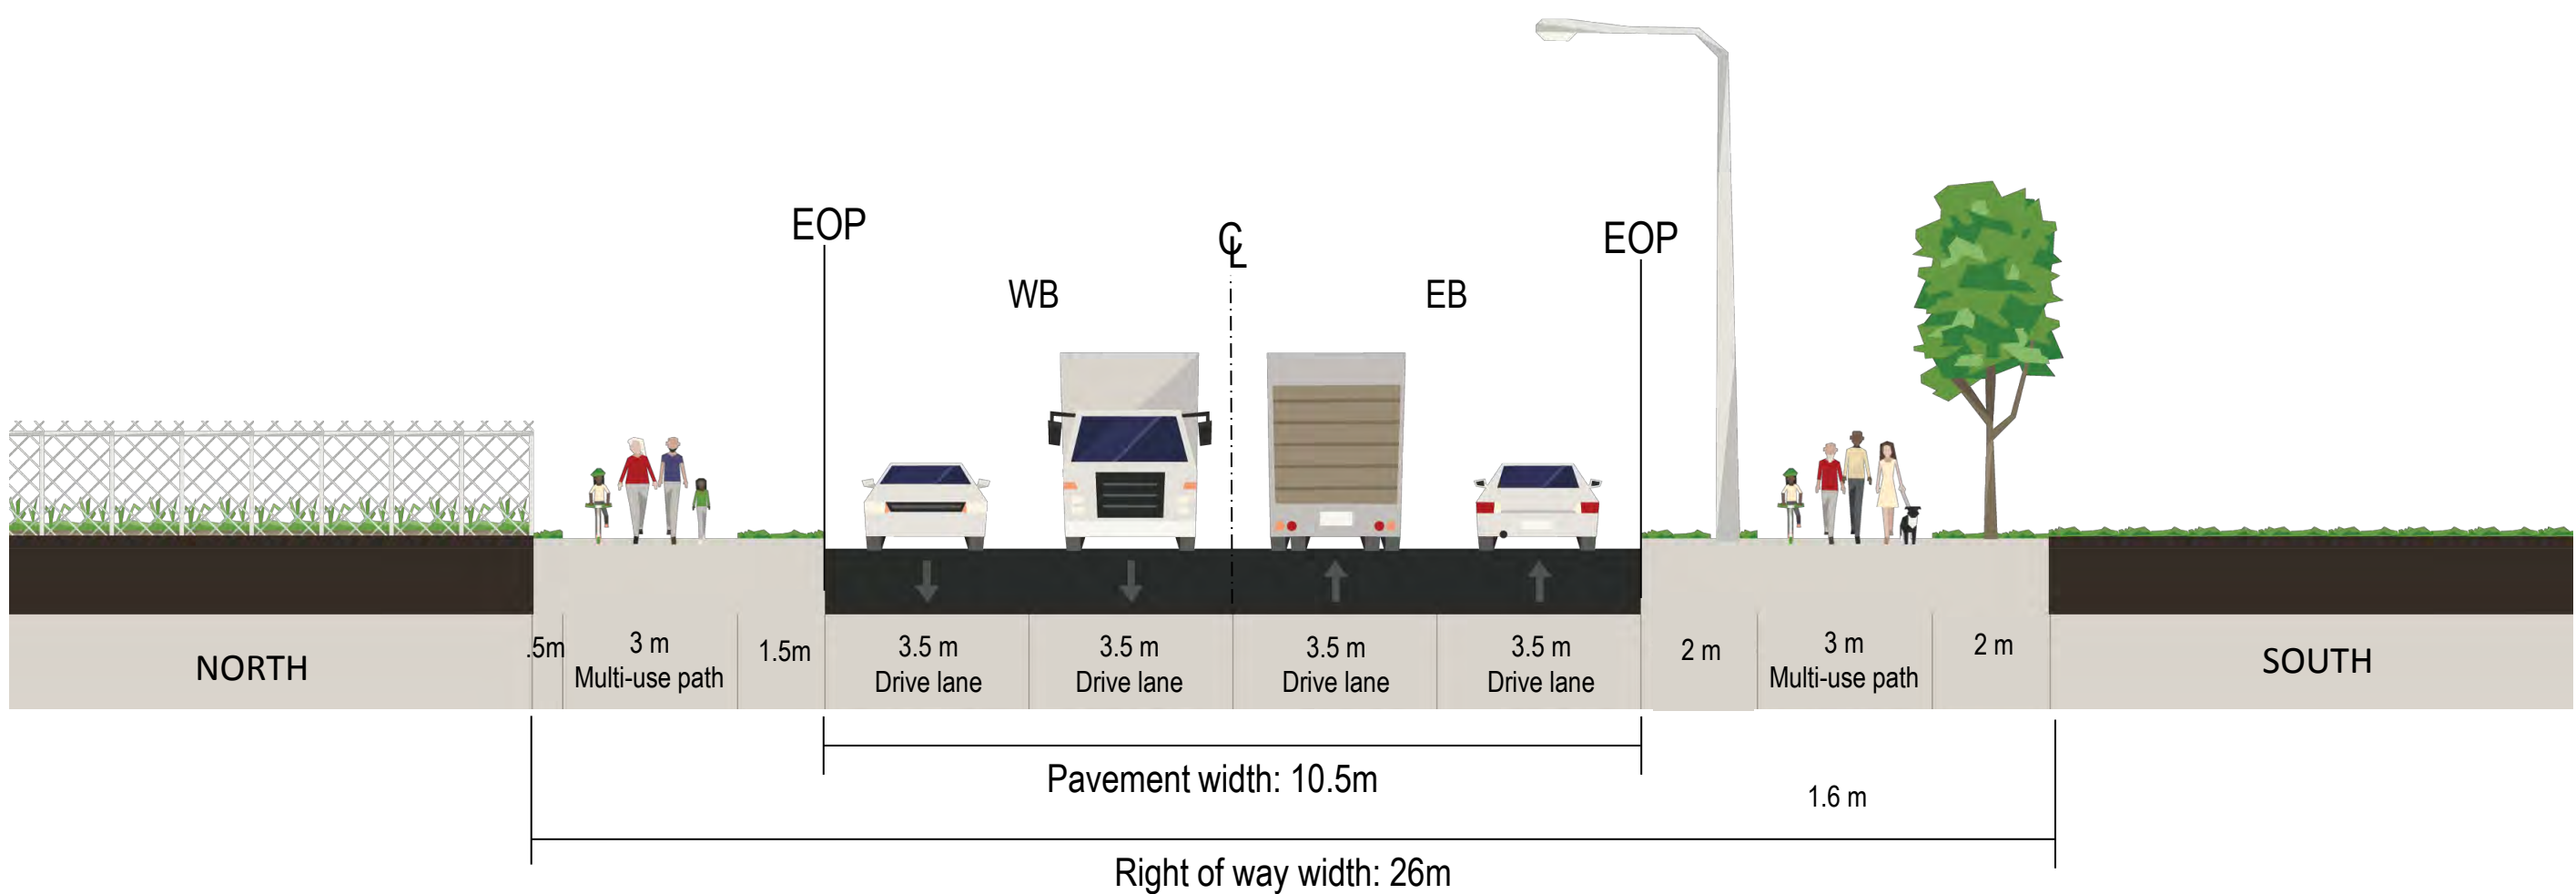 EOP
℄
EOP
WB
EB
.5m
3 m
Multi-use path
1.5m
3.5 m
Drive lane
3.5 m
Drive lane
3.5 m
Drive lane
3.5 m
Drive lane
2 m
3 m
Multi-use path
2 m
NORTH
SOUTH
Pavement width: 10.5m
1.6 m
Right of way width: 26m